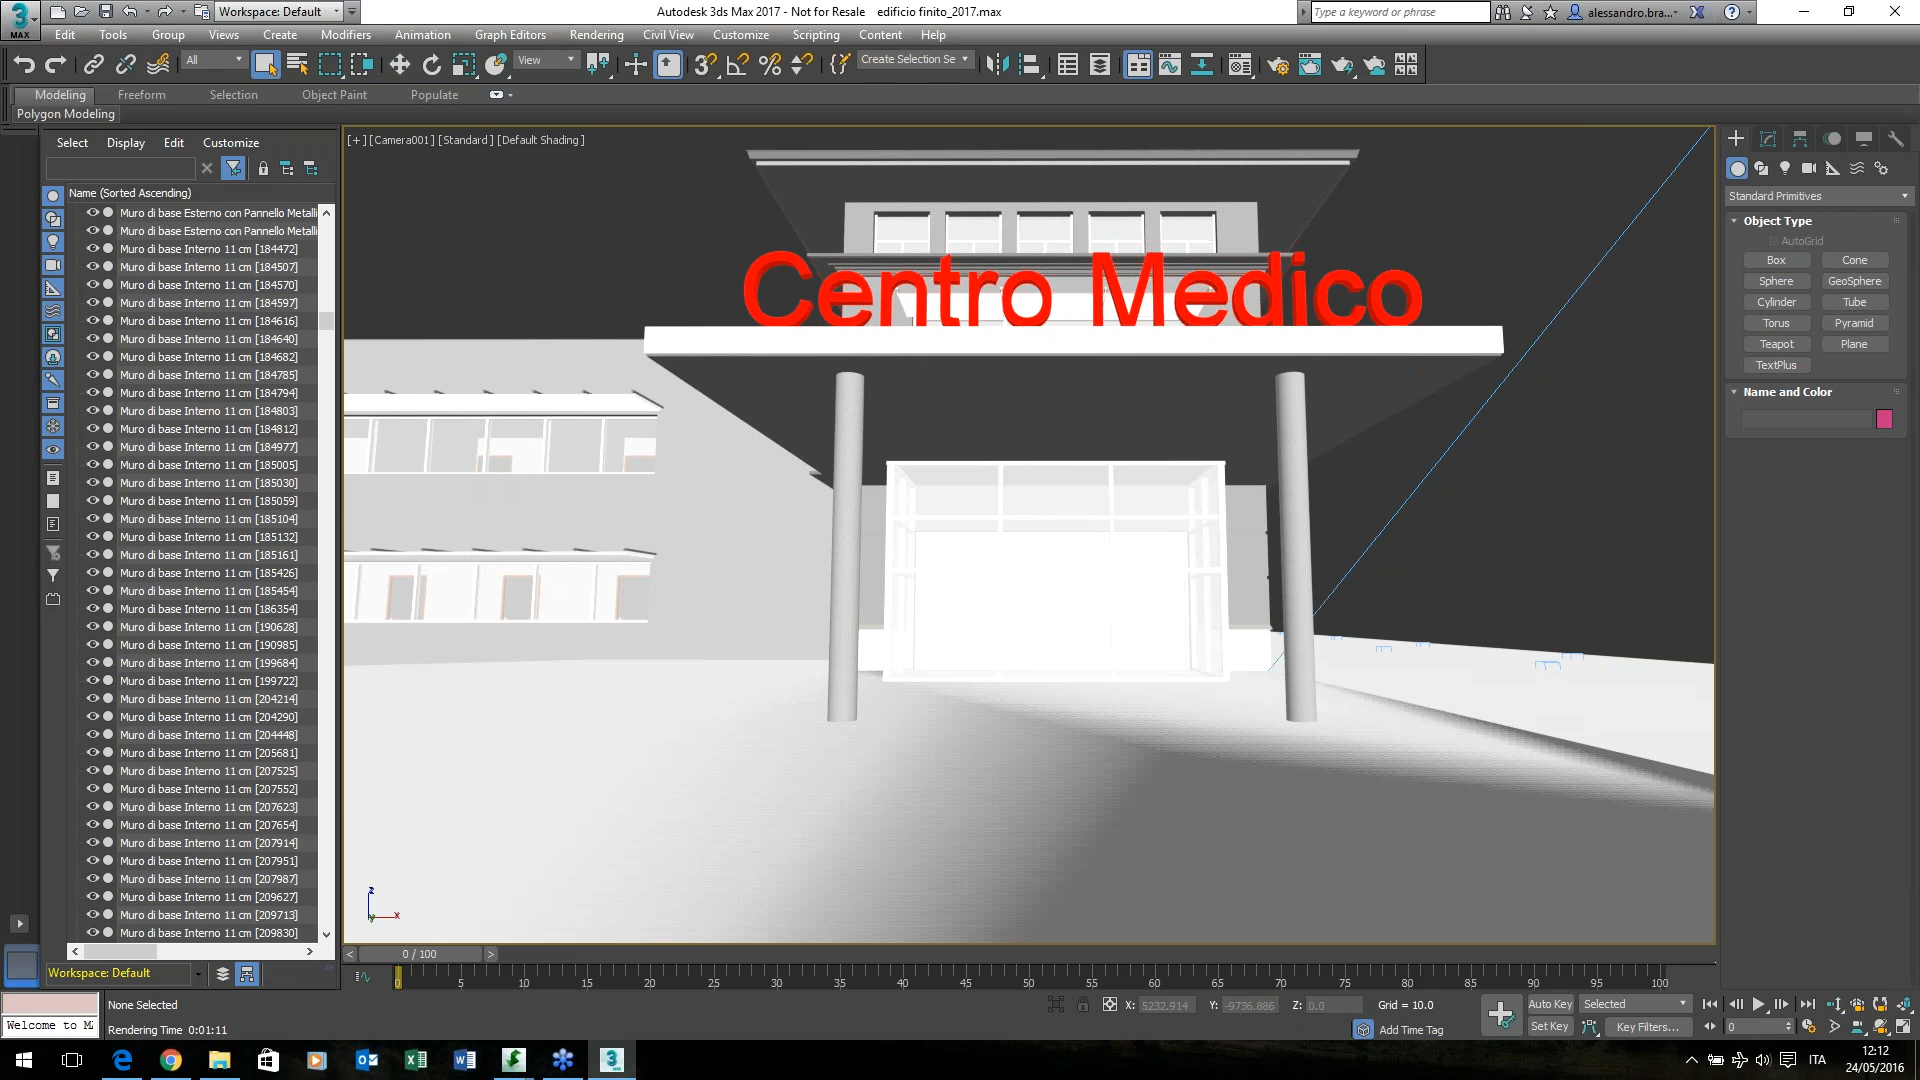 Workspace: Default
Autodesk 3ds Max 2017 - Not for Resale    edificio finito_2017.max
Type a keyword or phrase
alessandro.bra...
MAX
Edit Tools Group Views Create Modifiers Animation Graph Editors Rendering Civil View Customize Scripting Content Help
All
View
Create Selection Se
Modeling Freeform Selection Object Paint Populate
Polygon Modeling
Select Display Edit Customize
Name (Sorted Ascending)
Muro di base Esterno con Pannello Metalli
Muro di base Esterno con Pannello Metalli
Muro di base Interno 11 cm [184472]
Muro di base Interno 11 cm [184507]
Muro di base Interno 11 cm [184570]
Muro di base Interno 11 cm [184597]
Muro di base Interno 11 cm [184616]
Muro di base Interno 11 cm [184640]
Muro di base Interno 11 cm [184682]
Muro di base Interno 11 cm [184785]
Muro di base Interno 11 cm [184794]
Muro di base Interno 11 cm [184803]
Muro di base Interno 11 cm [184812]
Muro di base Interno 11 cm [184977]
Muro di base Interno 11 cm [185005]
Muro di base Interno 11 cm [185030]
Muro di base Interno 11 cm [185059]
Muro di base Interno 11 cm [185104]
Muro di base Interno 11 cm [185132]
Muro di base Interno 11 cm [185161]
Muro di base Interno 11 cm [185426]
Muro di base Interno 11 cm [185454]
Muro di base Interno 11 cm [186354]
Muro di base Interno 11 cm [190628]
Muro di base Interno 11 cm [190985]
Muro di base Interno 11 cm [199684]
Muro di base Interno 11 cm [199722]
Muro di base Interno 11 cm [204214]
Muro di base Interno 11 cm [204290]
Muro di base Interno 11 cm [204448]
Muro di base Interno 11 cm [205681]
Muro di base Interno 11 cm [207525]
Muro di base Interno 11 cm [207552]
Muro di base Interno 11 cm [207623]
Muro di base Interno 11 cm [207654]
Muro di base Interno 11 cm [207914]
Muro di base Interno 11 cm [207951]
Muro di base Interno 11 cm [207987]
Muro di base Interno 11 cm [209627]
Muro di base Interno 11 cm [209713]
Muro di base Interno 11 cm [209830]
Workspace: Default
[+] [Camera001] [Standard] [Default Shading]
Centro Medico
z
y x
Standard Primitives
Object Type
AutoGrid
Box Cone
Sphere GeoSphere
Cylinder Tube
Torus Pyramid
Teapot Plane
TextPlus
Name and Color
< 0 / 100 >
0 5 10 15 20 25 30 35 40 45 50 55 60 65 70 75 80 85 90 95 100
None Selected
Welcome to M
Rendering Time 0:01:11
X: 5232.914 Y: -9736.886 Z: 0.0 Grid = 10.0
Add Time Tag
Auto Key Selected
Set Key Key Filters...
0
ITA
12:12
24/05/2016